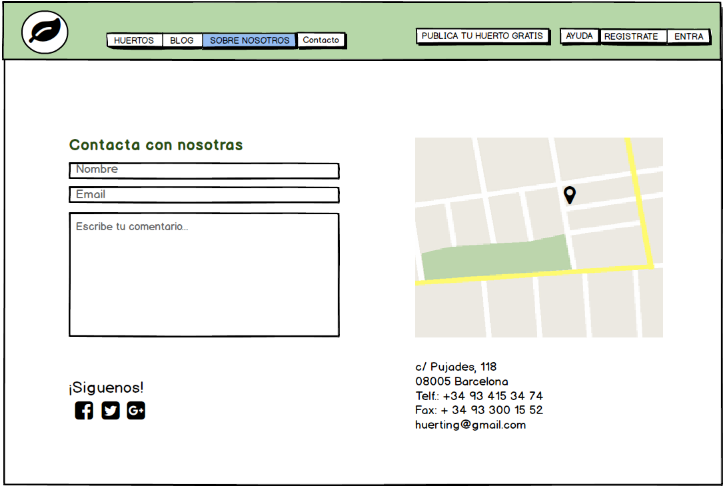 HUERTOS BLOG SOBRE NOSOTROS Contacto PUBLICA TU HUERTO GRATIS AYUDA REGISTRATE ENTRA
Contacta con nosotras
Nombre
Email
Escribe tu comentario...
¡Siguenos!
c/ Pujades, 118
08005 Barcelona
Telf.: +34 93 415 34 74
Fax: + 34 93 300 15 52
huerting@gmail.com